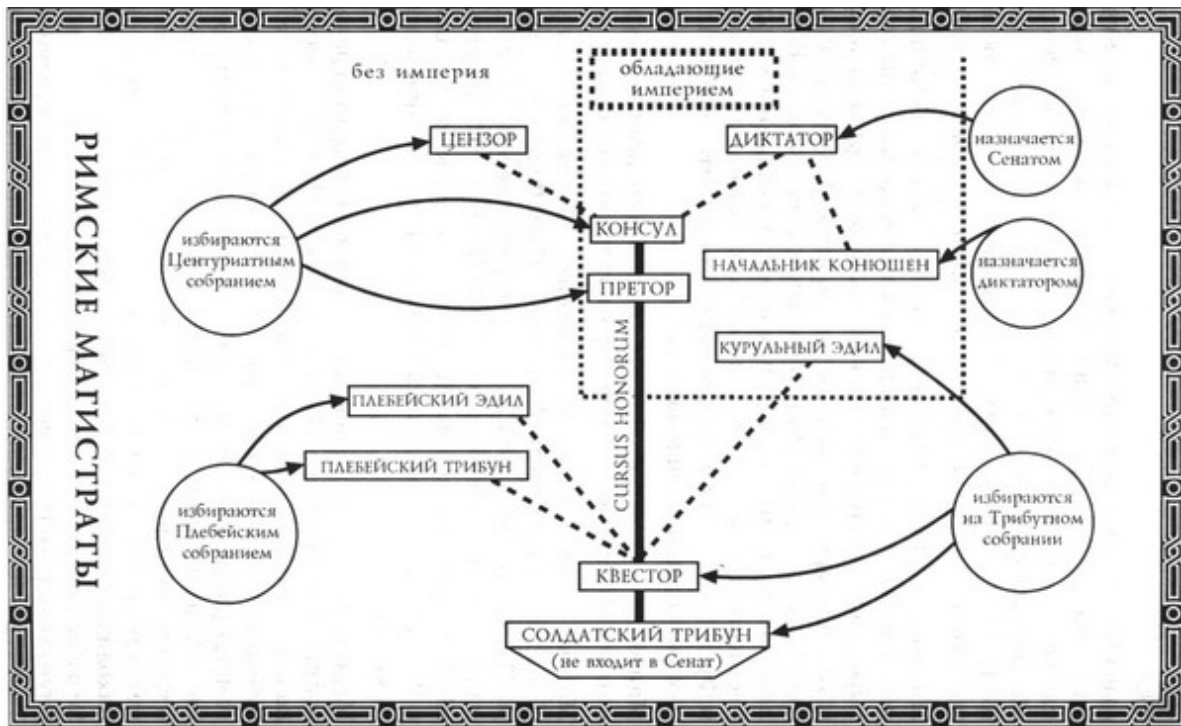 РИМСКИЕ МАГИСТРАТЫ
без империя
обладающие
империем
ЦЕНЗОР
ДИКТАТОР
назначается
Сенатом
избираются
Центуриатным
собранием
КОНСУЛ
НАЧАЛЬНИК КОНЮШЕН
назначается
диктатором
ПРЕТОР
КУРУЛЬНЫЙ ЭДИЛ
CURSUS HONORUM
ПЛЕБЕЙСКИЙ ЭДИЛ
ПЛЕБЕЙСКИЙ ТРИБУН
избираются
Плебейским
собранием
избираются
на Трибутном
собрании
КВЕСТОР
СОЛДАТСКИЙ ТРИБУН
(не входит в Сенат)